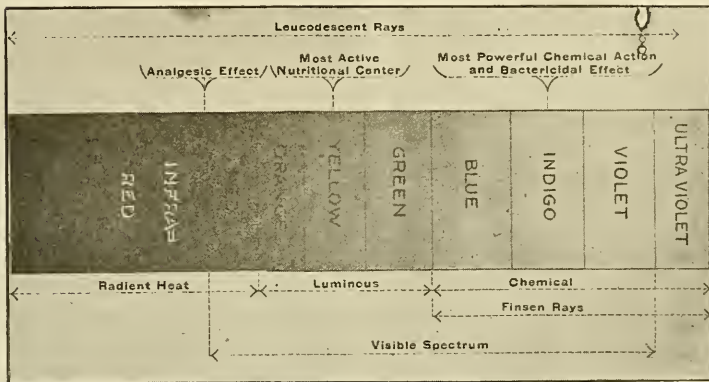 Leucodescent Rays
Analgesic Effect
Most Active
Nutritional Center
Most Powerful Chemical Action
and Bactericidal Effect
INFRA
RED
ORANGE
YELLOW
GREEN
BLUE
INDIGO
VIOLET
ULTRA VIOLET
Radient Heat
Luminous
Chemical
Finsen Rays
Visible Spectrum